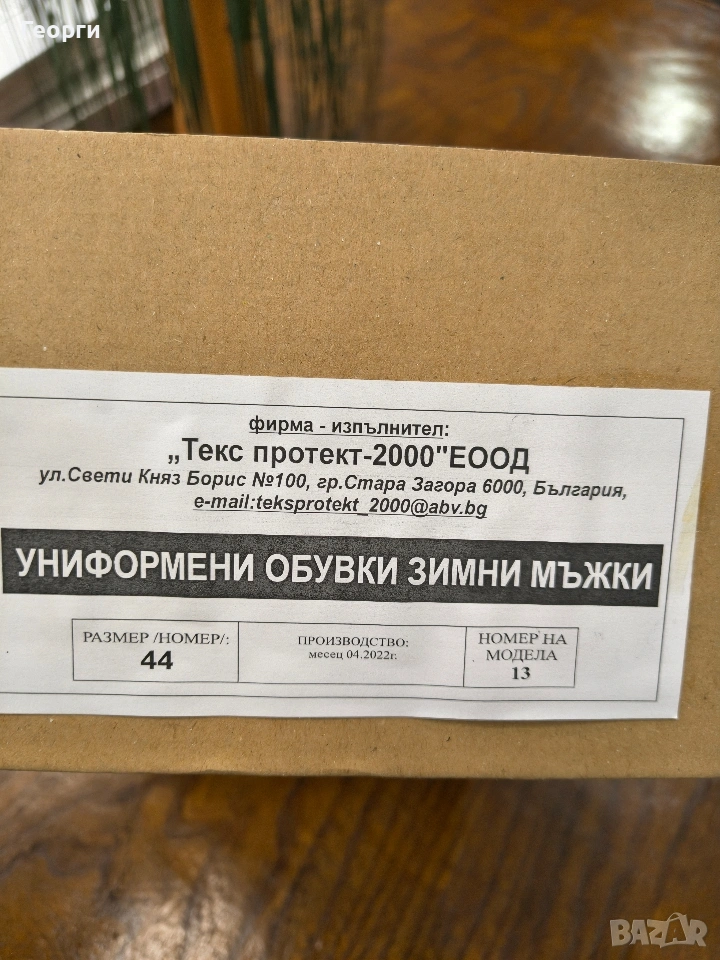 Георги
фирма - изпълнител:
„Текс протект-2000"ЕООД
ул.Свети Княз Борис №100, гр.Стара Загора 6000, България,
e-mail:teksprotekt_2000@abv.bg
УНИФОРМЕНИ ОБУВКИ ЗИМНИ МЪЖКИ
РАЗМЕР /НОМЕР/:
44
ПРОИЗВОДСТВО:
месец 04.2022г.
НОМЕР НА
МОДЕЛА
13
BAZAR